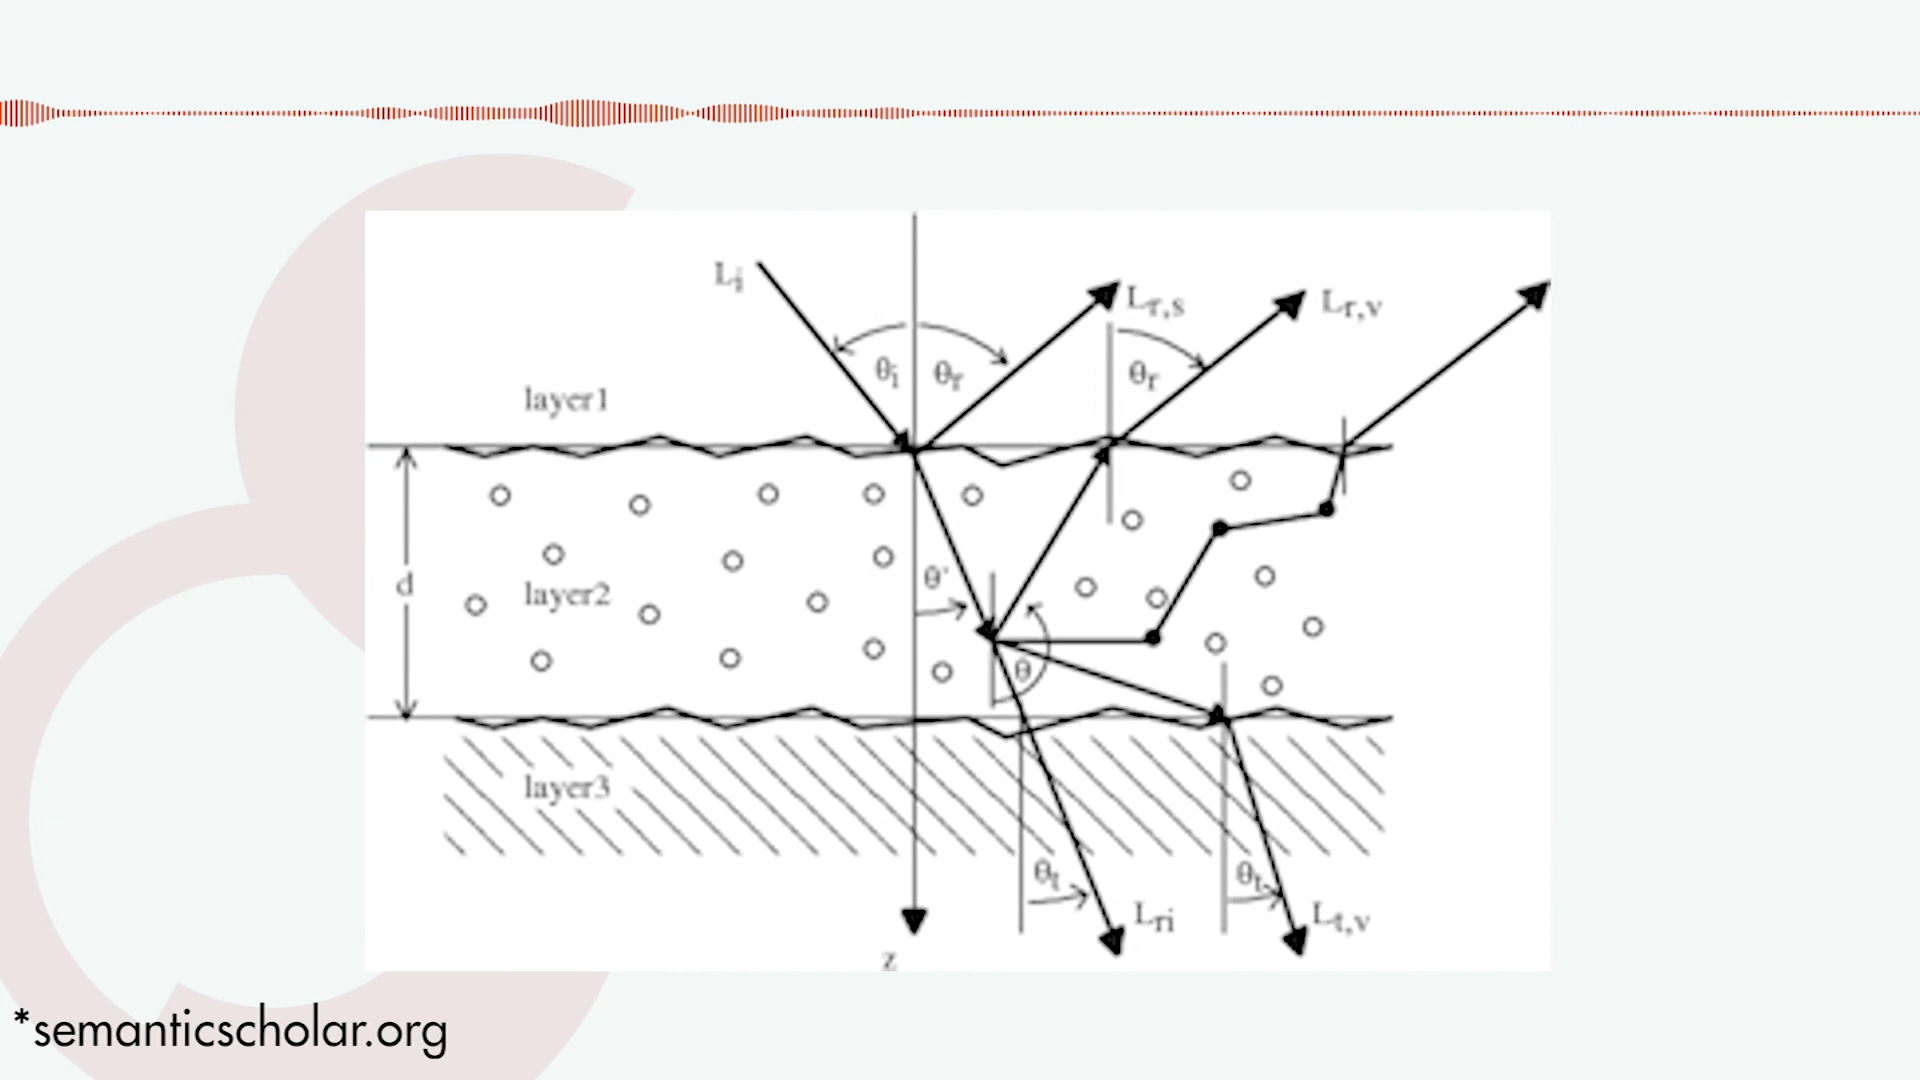 Lᵢ
Lr,s
Lr,v
θi
θr
θr
layer1
d
θ'
layer2
θ
layer3
θt
θt
Lri
Lt,v
z
*semanticscholar.org